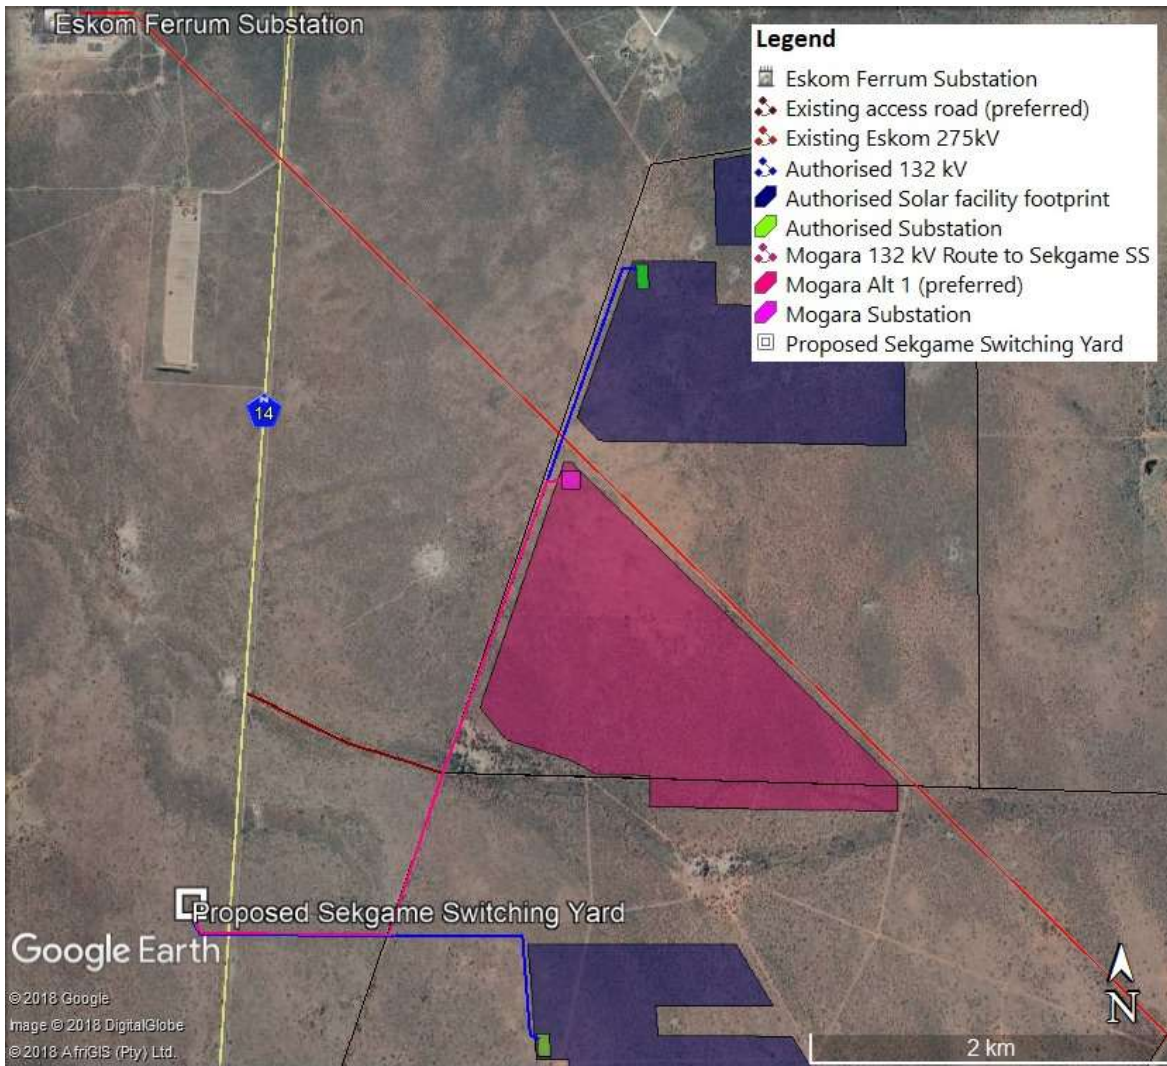 Eskom Ferrum Substation
Legend
Eskom Ferrum Substation
Existing access road (preferred)
Existing Eskom 275kV
Authorised 132 kV
Authorised Solar facility footprint
Authorised Substation
Mogara 132 kV Route to Sekgame SS
Mogara Alt 1 (preferred)
Mogara Substation
Proposed Sekgame Switching Yard
N
14
Proposed Sekgame Switching Yard
Google Earth
© 2018 Google
Image © 2018 DigitalGlobe
© 2018 AfriGIS (Pty) Ltd.
N
2 km